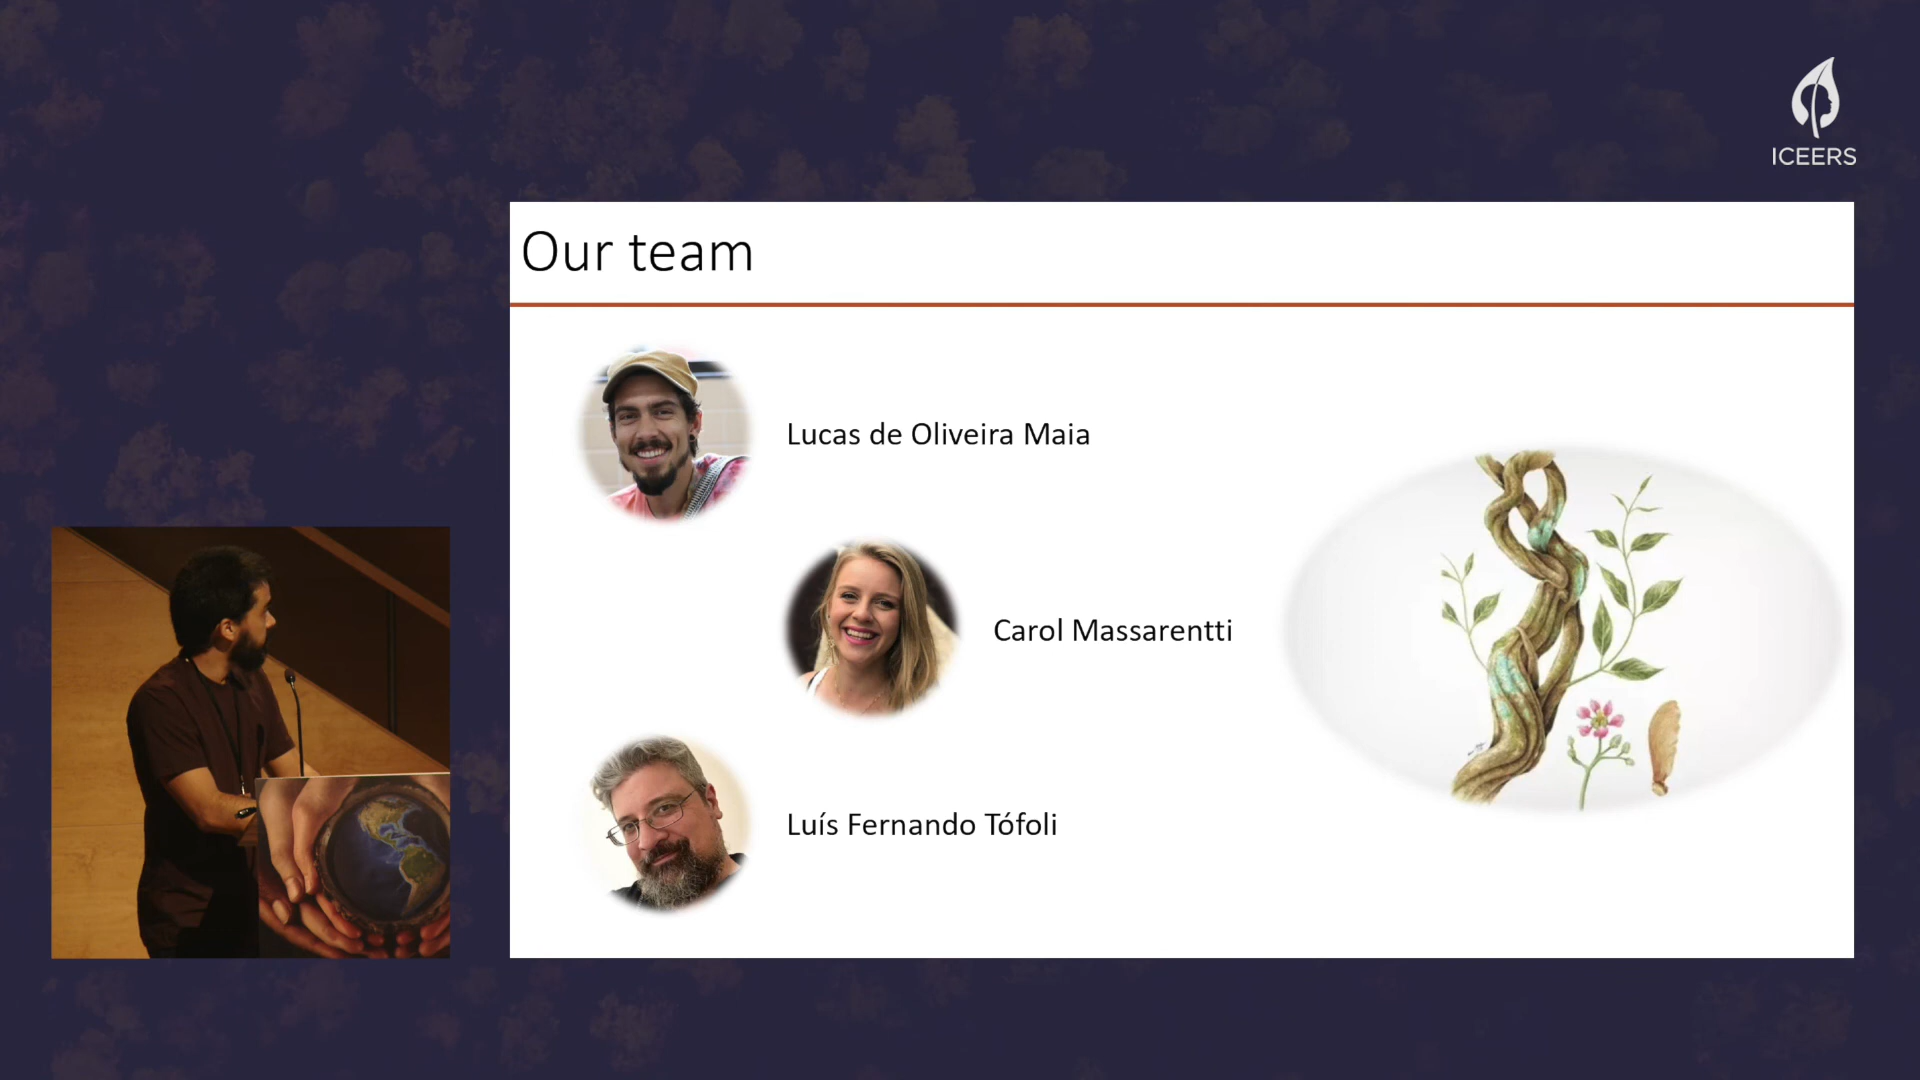 ICEERS
Our team
Lucas de Oliveira Maia
Carol Massarentti
Luís Fernando Tófoli